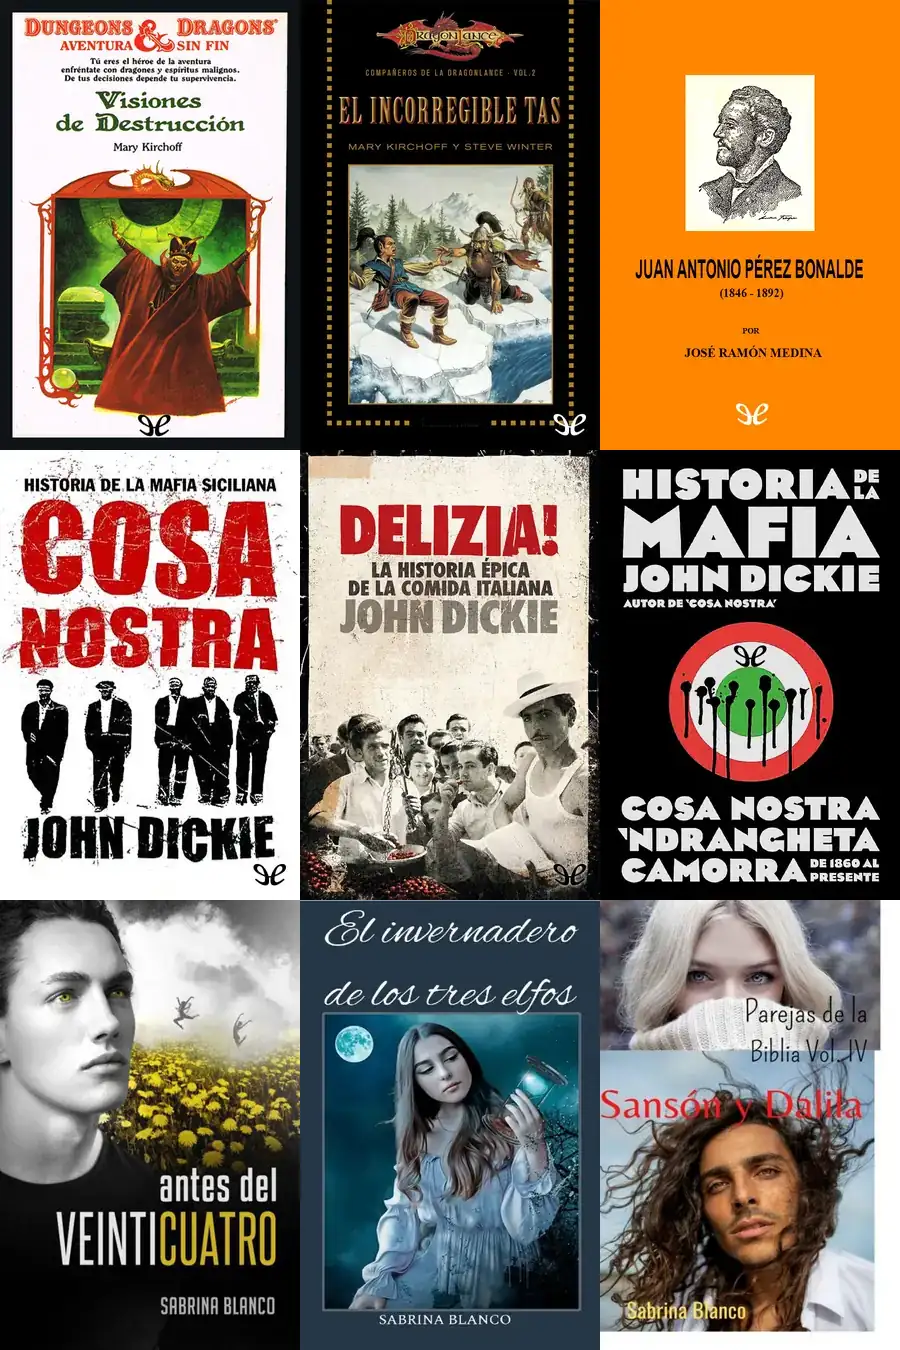 DUNGEONS & DRAGONS®
AVENTURA SIN FIN
Tú eres el héroe de la aventura
enfréntate con dragones y espíritus malignos.
De tus decisiones depende tu supervivencia.
Visiones
de Destrucción
Mary Kirchoff
DRAGONLANCE
COMPAÑEROS DE LA DRAGONLANCE · VOL.2
EL INCORREGIBLE TAS
MARY KIRCHOFF Y STEVE WINTER
JUAN ANTONIO PÉREZ BONALDE
(1846 - 1892)
POR
JOSÉ RAMÓN MEDINA
HISTORIA DE LA MAFIA SICILIANA
COSA
NOSTRA
JOHN DICKIE
DELIZIA!
LA HISTORIA ÉPICA
DE LA COMIDA ITALIANA
JOHN DICKIE
HISTORIA DE LA
MAFIA
JOHN DICKIE
AUTOR DE 'COSA NOSTRA'
COSA NOSTRA
'NDRANGHETA
CAMORRA DE 1860 AL PRESENTE
antes del
VEINTICUATRO
SABRINA BLANCO
El invernadero
de los tres elfos
SABRINA BLANCO
Parejas de la
Biblia Vol. IV
Sansón y Dalila
Sabrina Blanco